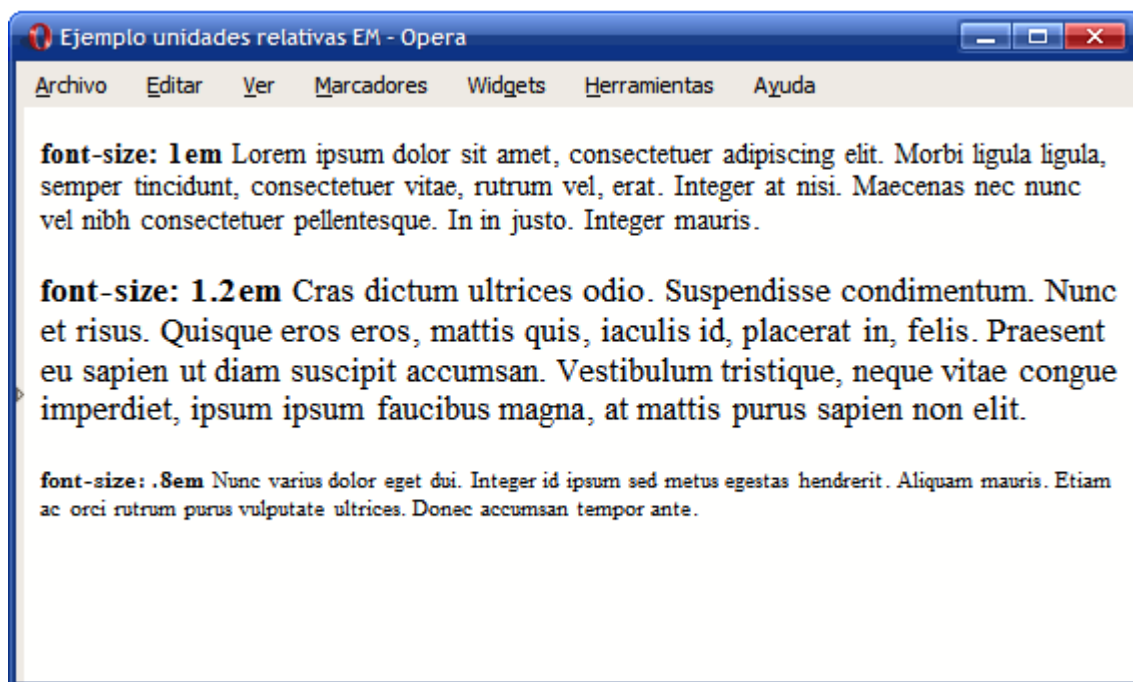 Ejemplo unidades relativas EM - Opera
Archivo Editar Ver Marcadores Widgets Herramientas Ayuda
font-size: 1em Lorem ipsum dolor sit amet, consectetuer adipiscing elit. Morbi ligula ligula,
semper tincidunt, consectetuer vitae, rutrum vel, erat. Integer at nisi. Maecenas nec nunc
vel nibh consectetuer pellentesque. In in justo. Integer mauris.
font-size: 1.2em Cras dictum ultrices odio. Suspendisse condimentum. Nunc
et risus. Quisque eros eros, mattis quis, iaculis id, placerat in, felis. Praesent
eu sapien ut diam suscipit accumsan. Vestibulum tristique, neque vitae congue
imperdiet, ipsum ipsum faucibus magna, at mattis purus sapien non elit.
font-size: .8em Nunc varius dolor eget dui. Integer id ipsum sed metus egestas hendrerit. Aliquam mauris. Etiam
ac orci rutrum purus vulputate ultrices. Donec accumsan tempor ante.